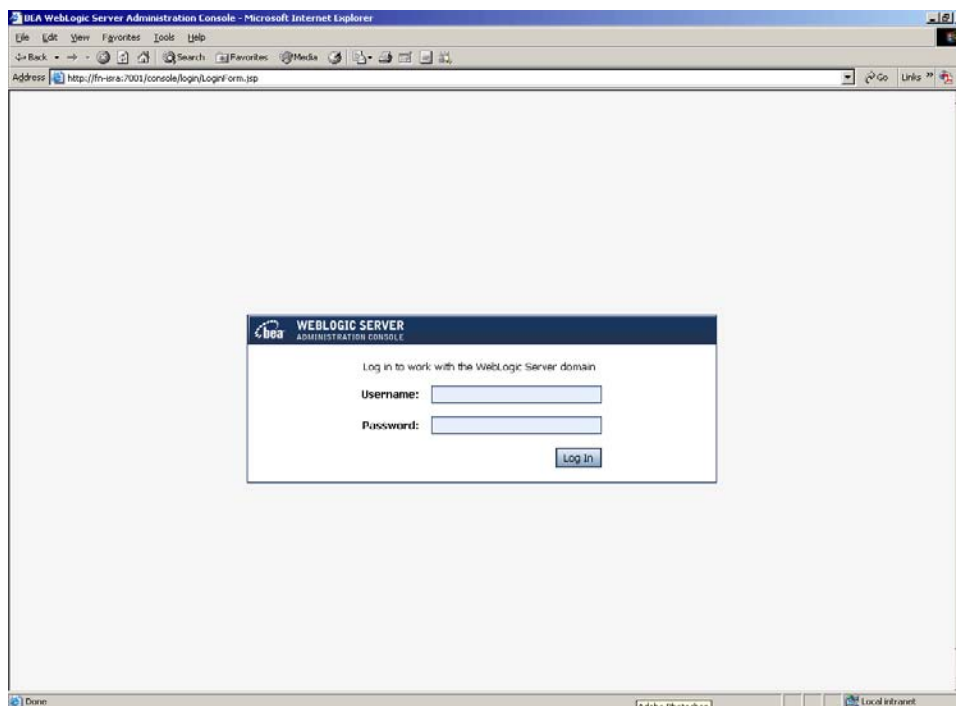 BEA WebLogic Server Administration Console - Microsoft Internet Explorer
File Edit View Favorites Tools Help
Back Search Favorites Media
Address http://fn-isra:7001/console/login/LoginForm.jsp Go Links »
bea WEBLOGIC SERVER
ADMINISTRATION CONSOLE
Log in to work with the WebLogic Server domain
Username:
Password:
Log In
Done Local intranet